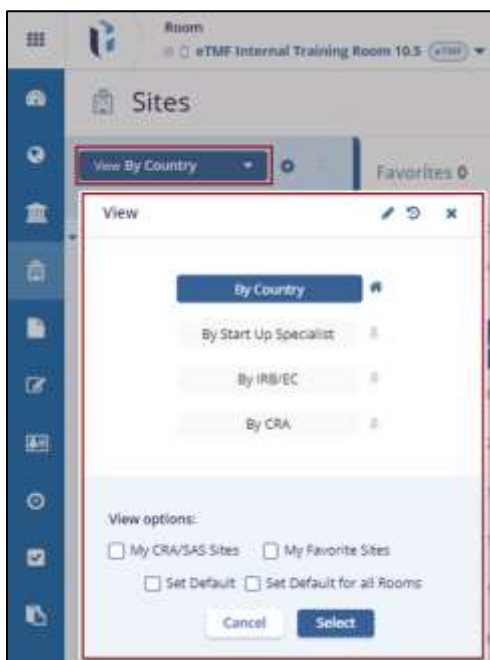 Room
eTMF Internal Training Room 10.5 eTMF
Sites
View By Country
Favorites 0
View
By Country
By Start Up Specialist
By IRB/EC
By CRA
View options:
My CRA/SAS Sites My Favorite Sites
Set Default Set Default for all Rooms
Cancel Select